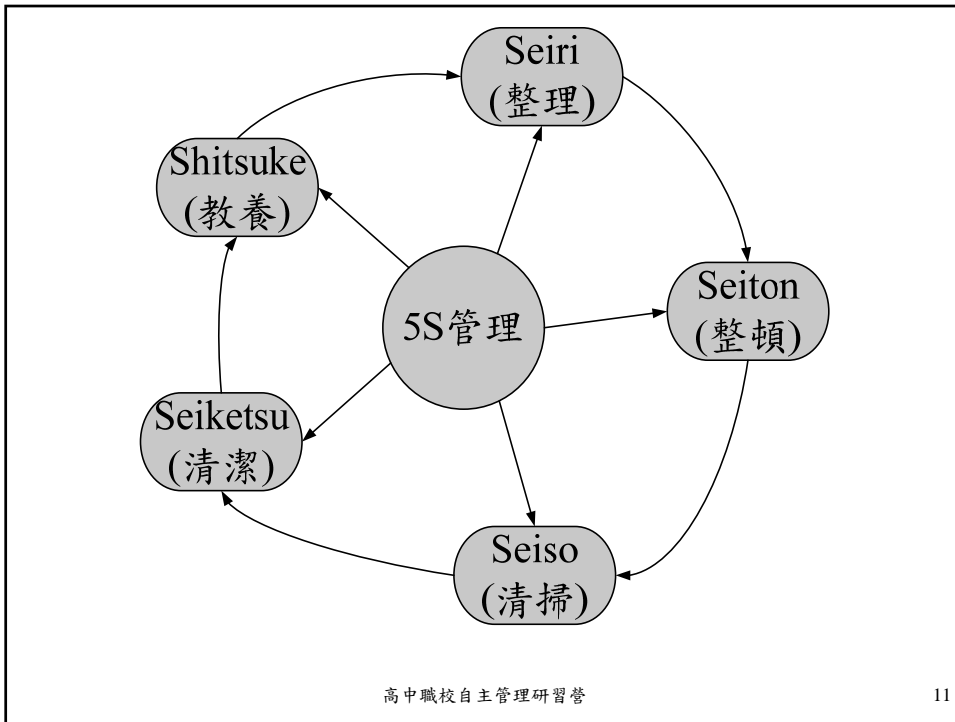 Seiri
(整理)
Shitsuke
(教養)
Seiton
(整頓)
5S管理
Seiketsu
(清潔)
Seiso
(清掃)
高中職校自主管理研習營
11